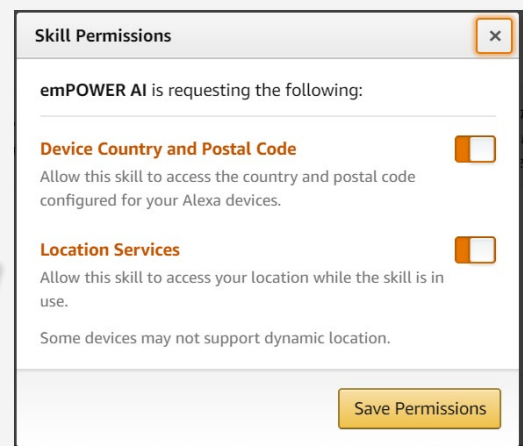 Skill Permissions
×
emPOWER AI is requesting the following:
Device Country and Postal Code
Allow this skill to access the country and postal code
configured for your Alexa devices.
Location Services
Allow this skill to access your location while the skill is in
use.
Some devices may not support dynamic location.
Save Permissions